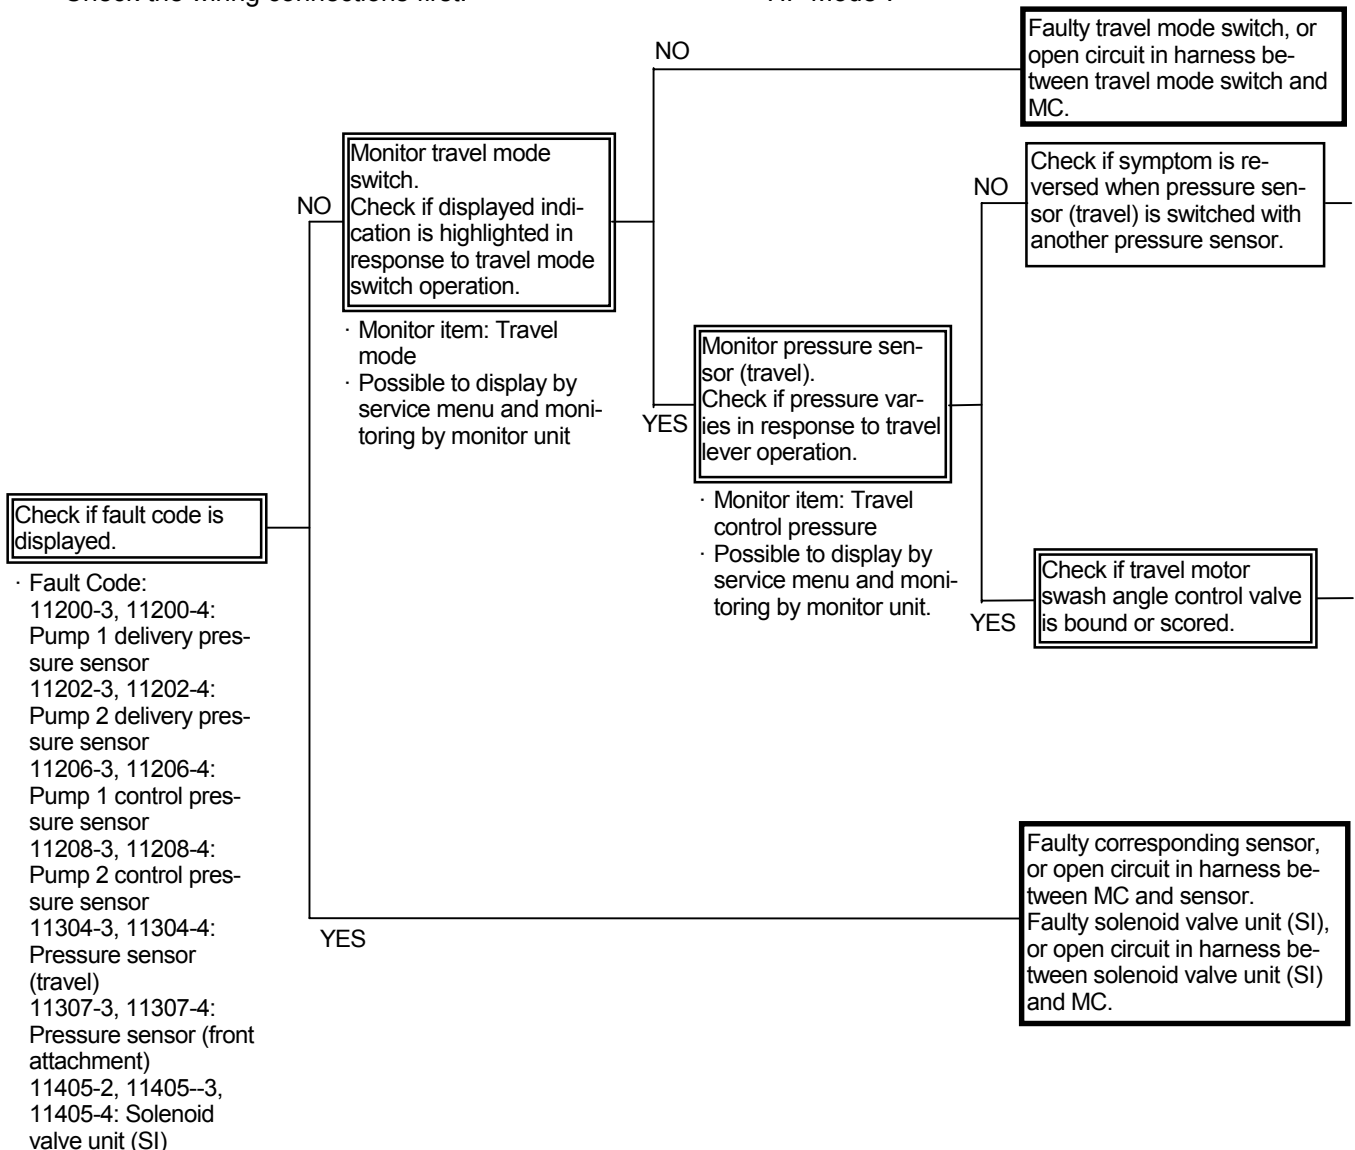 Check the wiring connections first.
NO
Faulty travel mode switch, or
open circuit in harness be-
tween travel mode switch and
MC.
Monitor travel mode
switch.
Check if displayed indi-
cation is highlighted in
response to travel mode
switch operation.
NO
· Monitor item: Travel
mode
· Possible to display by
service menu and moni-
toring by monitor unit
Check if symptom is re-
versed when pressure sen-
sor (travel) is switched with
another pressure sensor.
NO
Monitor pressure sen-
sor (travel).
Check if pressure var-
ies in response to travel
lever operation.
YES
· Monitor item: Travel
control pressure
· Possible to display by
service menu and moni-
toring by monitor unit.
Check if travel motor
swash angle control valve
is bound or scored.
YES
Check if fault code is
displayed.
· Fault Code:
11200-3, 11200-4:
Pump 1 delivery pres-
sure sensor
11202-3, 11202-4:
Pump 2 delivery pres-
sure sensor
11206-3, 11206-4:
Pump 1 control pres-
sure sensor
11208-3, 11208-4:
Pump 2 control pres-
sure sensor
11304-3, 11304-4:
Pressure sensor
(travel)
11307-3, 11307-4:
Pressure sensor (front
attachment)
11405-2, 11405--3,
11405-4: Solenoid
valve unit (SI)
YES
Faulty corresponding sensor,
or open circuit in harness be-
tween MC and sensor.
Faulty solenoid valve unit (SI),
or open circuit in harness be-
tween solenoid valve unit (SI)
and MC.